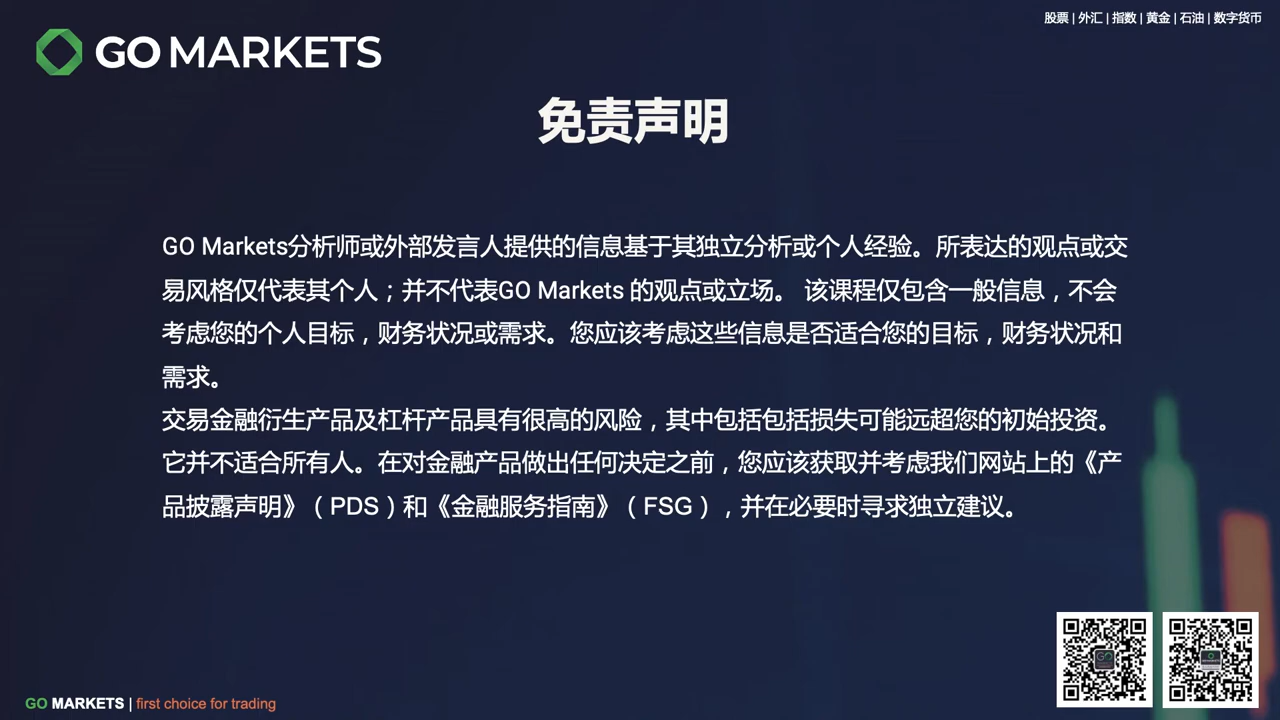 股票 | 外汇 | 指数 | 黄金 | 石油 | 数字货币
GO MARKETS
免责声明
GO Markets分析师或外部发言人提供的信息基于其独立分析或个人经验。所表达的观点或交
易风格仅代表其个人；并不代表GO Markets 的观点或立场。 该课程仅包含一般信息，不会
考虑您的个人目标，财务状况或需求。您应该考虑这些信息是否适合您的目标，财务状况和
需求。
交易金融衍生产品及杠杆产品具有很高的风险，其中包括包括损失可能远超您的初始投资。
它并不适合所有人。在对金融产品做出任何决定之前，您应该获取并考虑我们网站上的《产
品披露声明》（PDS）和《金融服务指南》（FSG），并在必要时寻求独立建议。
GO MARKETS | first choice for trading